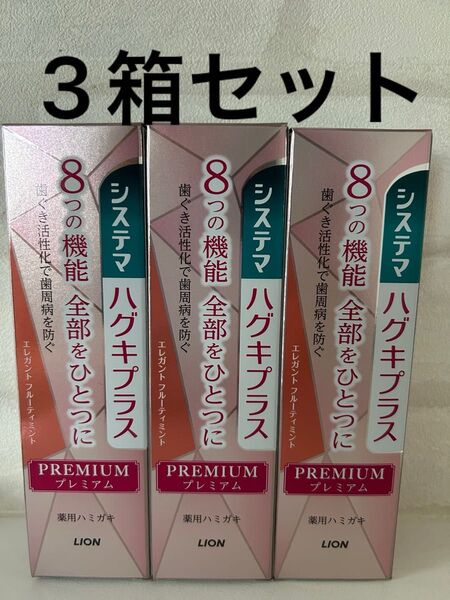 3箱セット
システマ
ハグキプラス
8つの機能 全部をひとつに
歯ぐき活性化で歯周病を防ぐ
エレガント フルーティミント
PREMIUM
プレミアム
薬用ハミガキ
LION
システマ
ハグキプラス
8つの機能 全部をひとつに
歯ぐき活性化で歯周病を防ぐ
エレガント フルーティミント
PREMIUM
プレミアム
薬用ハミガキ
LION
システマ
ハグキプラス
8つの機能 全部をひとつに
歯ぐき活性化で歯周病を防ぐ
エレガント フルーティミント
PREMIUM
プレミアム
薬用ハミガキ
LION